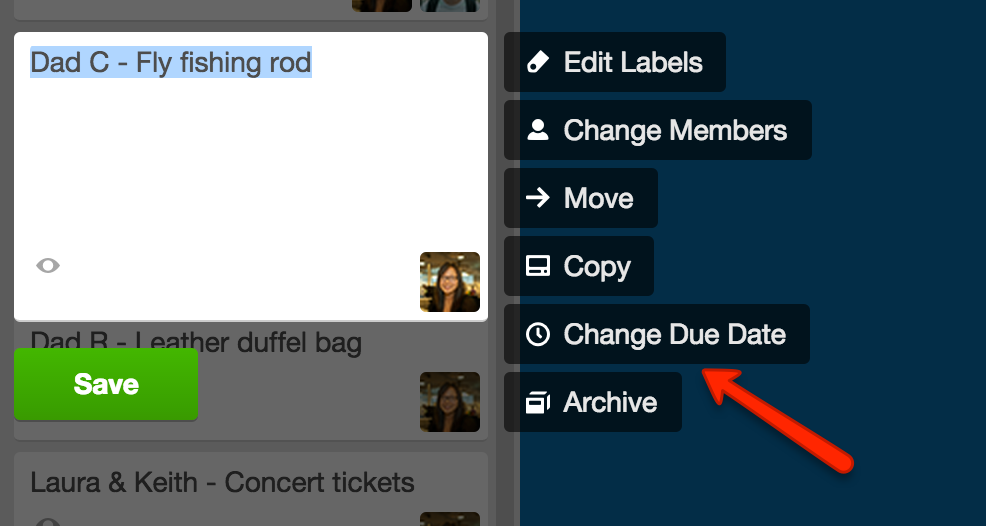 Dad C - Fly fishing rod
Dad R - Leather duffel bag
Save
Laura & Keith - Concert tickets
Edit Labels
Change Members
Move
Copy
Change Due Date
Archive